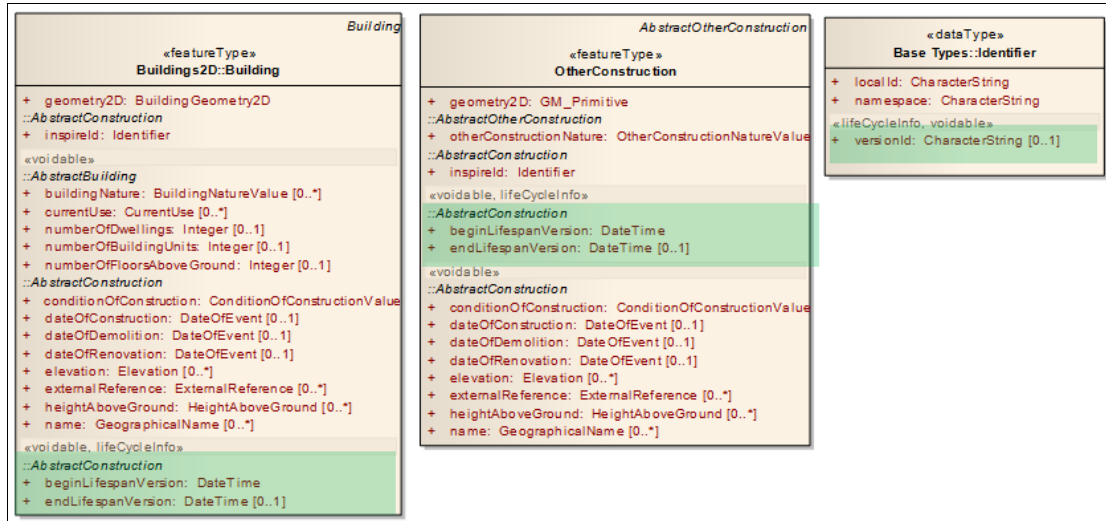 Building
«featureType»
Buildings2D::Building
+ geometry2D: BuildingGeometry2D
::AbstractConstruction
+ inspireId: Identifier
«voidable»
::AbstractBuilding
+ buildingNature: BuildingNatureValue [0..*]
+ currentUse: CurrentUse [0..*]
+ numberOfDwellings: Integer [0..1]
+ numberOfBuildingUnits: Integer [0..1]
+ numberOfFloorsAboveGround: Integer [0..1]
::AbstractConstruction
+ conditionOfConstruction: ConditionOfConstructionValue
+ dateOfConstruction: DateOfEvent [0..1]
+ dateOfDemolition: DateOfEvent [0..1]
+ dateOfRenovation: DateOfEvent [0..1]
+ elevation: Elevation [0..*]
+ externalReference: ExternalReference [0..*]
+ heightAboveGround: HeightAboveGround [0..*]
+ name: GeographicalName [0..*]
«voidable, lifeCycleInfo»
::AbstractConstruction
+ beginLifespanVersion: DateTime
+ endLifespanVersion: DateTime [0..1]
AbstractOtherConstruction
«featureType»
OtherConstruction
+ geometry2D: GM_Primitive
::AbstractOtherConstruction
+ otherConstructionNature: OtherConstructionNatureValue
::AbstractConstruction
+ inspireId: Identifier
«voidable, lifeCycleInfo»
::AbstractConstruction
+ beginLifespanVersion: DateTime
+ endLifespanVersion: DateTime [0..1]
«voidable»
::AbstractConstruction
+ conditionOfConstruction: ConditionOfConstructionValue
+ dateOfConstruction: DateOfEvent [0..1]
+ dateOfDemolition: DateOfEvent [0..1]
+ dateOfRenovation: DateOfEvent [0..1]
+ elevation: Elevation [0..*]
+ externalReference: ExternalReference [0..*]
+ heightAboveGround: HeightAboveGround [0..*]
+ name: GeographicalName [0..*]
«dataType»
Base Types::Identifier
+ localId: CharacterString
+ namespace: CharacterString
«lifeCycleInfo, voidable»
+ versionId: CharacterString [0..1]